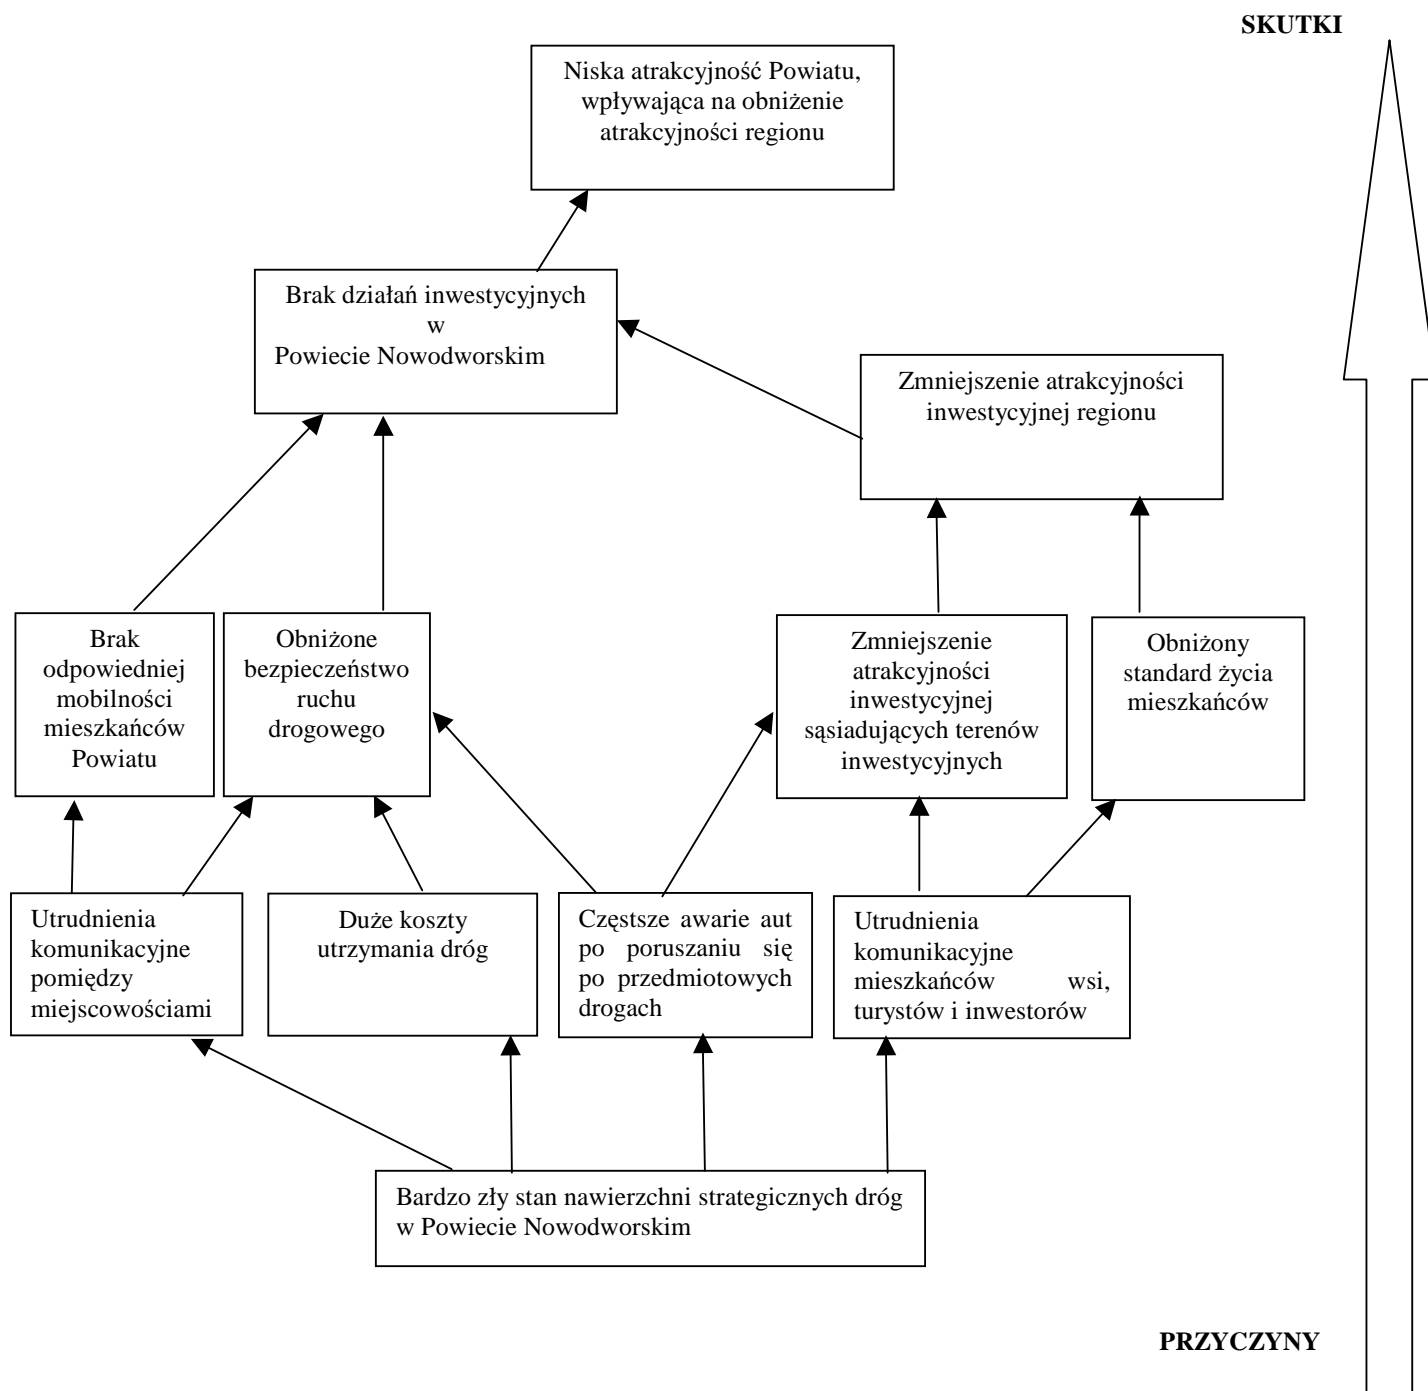 SKUTKI
Niska atrakcyjność Powiatu,
wpływająca na obniżenie
atrakcyjności regionu
Brak działań inwestycyjnych
w
Powiecie Nowodworskim
Zmniejszenie atrakcyjności
inwestycyjnej regionu
Brak
odpowiedniej
mobilności
mieszkańców
Powiatu
Obniżone
bezpieczeństwo
ruchu
drogowego
Zmniejszenie
atrakcyjności
inwestycyjnej
sąsiadujących terenów
inwestycyjnych
Obniżony
standard życia
mieszkańców
Utrudnienia
komunikacyjne
pomiędzy
miejscowościami
Duże koszty
utrzymania dróg
Częstsze awarie aut
po poruszaniu się
po przedmiotowych
drogach
Utrudnienia
komunikacyjne
mieszkańców wsi,
turystów i inwestorów
Bardzo zły stan nawierzchni strategicznych dróg
w Powiecie Nowodworskim
PRZYCZYNY